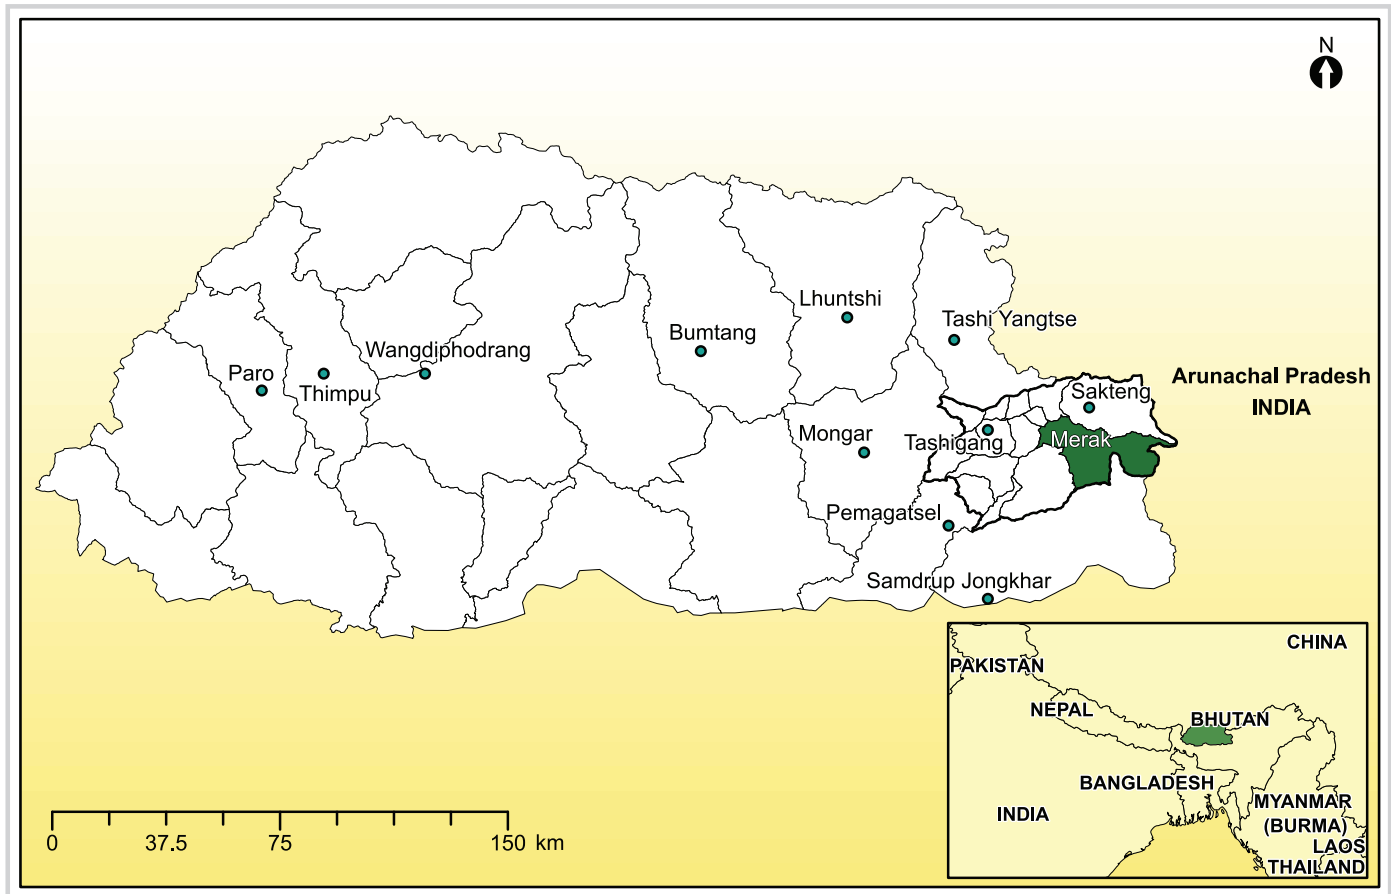 N
Lhuntshi
Tashi Yangtse
Bumtang
Wangdiphodrang
Paro
Thimpu
Arunachal Pradesh
INDIA
Sakteng
Mongar
Tashigang
Merak
Pemagatsel
Samdrup Jongkhar
CHINA
PAKISTAN
NEPAL
BHUTAN
BANGLADESH
INDIA
MYANMAR
(BURMA)
LAOS
THAILAND
0 37.5 75 150 km